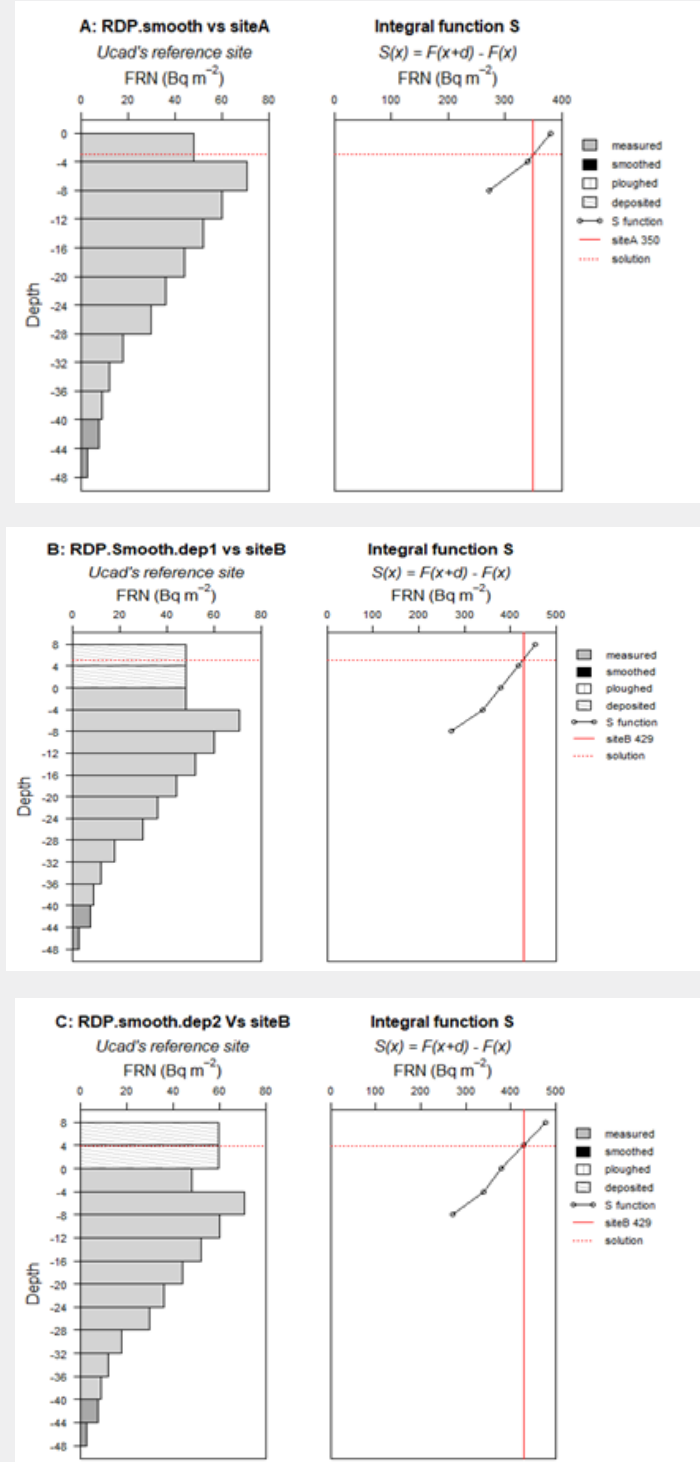 A: RDP.smooth vs siteA
Ucad's reference site
FRN (Bq m⁻²)
0 20 40 60 80
Depth
0
-4
-8
-12
-16
-20
-24
-28
-32
-36
-40
-44
-48
Integral function S
S(x) = F(x+d) - F(x)
FRN (Bq m⁻²)
0 100 200 300 400
measured
smoothed
ploughed
deposited
S function
siteA 350
solution
B: RDP.Smooth.dep1 vs siteB
Ucad's reference site
FRN (Bq m⁻²)
0 20 40 60 80
Depth
8
4
0
-4
-8
-12
-16
-20
-24
-28
-32
-36
-40
-44
-48
Integral function S
S(x) = F(x+d) - F(x)
FRN (Bq m⁻²)
0 100 200 300 400 500
measured
smoothed
ploughed
deposited
S function
siteB 429
solution
C: RDP.smooth.dep2 Vs siteB
Ucad's reference site
FRN (Bq m⁻²)
0 20 40 60 80
Depth
8
4
0
-4
-8
-12
-16
-20
-24
-28
-32
-36
-40
-44
-48
Integral function S
S(x) = F(x+d) - F(x)
FRN (Bq m⁻²)
0 100 200 300 400 500
measured
smoothed
ploughed
deposited
S function
siteB 429
solution